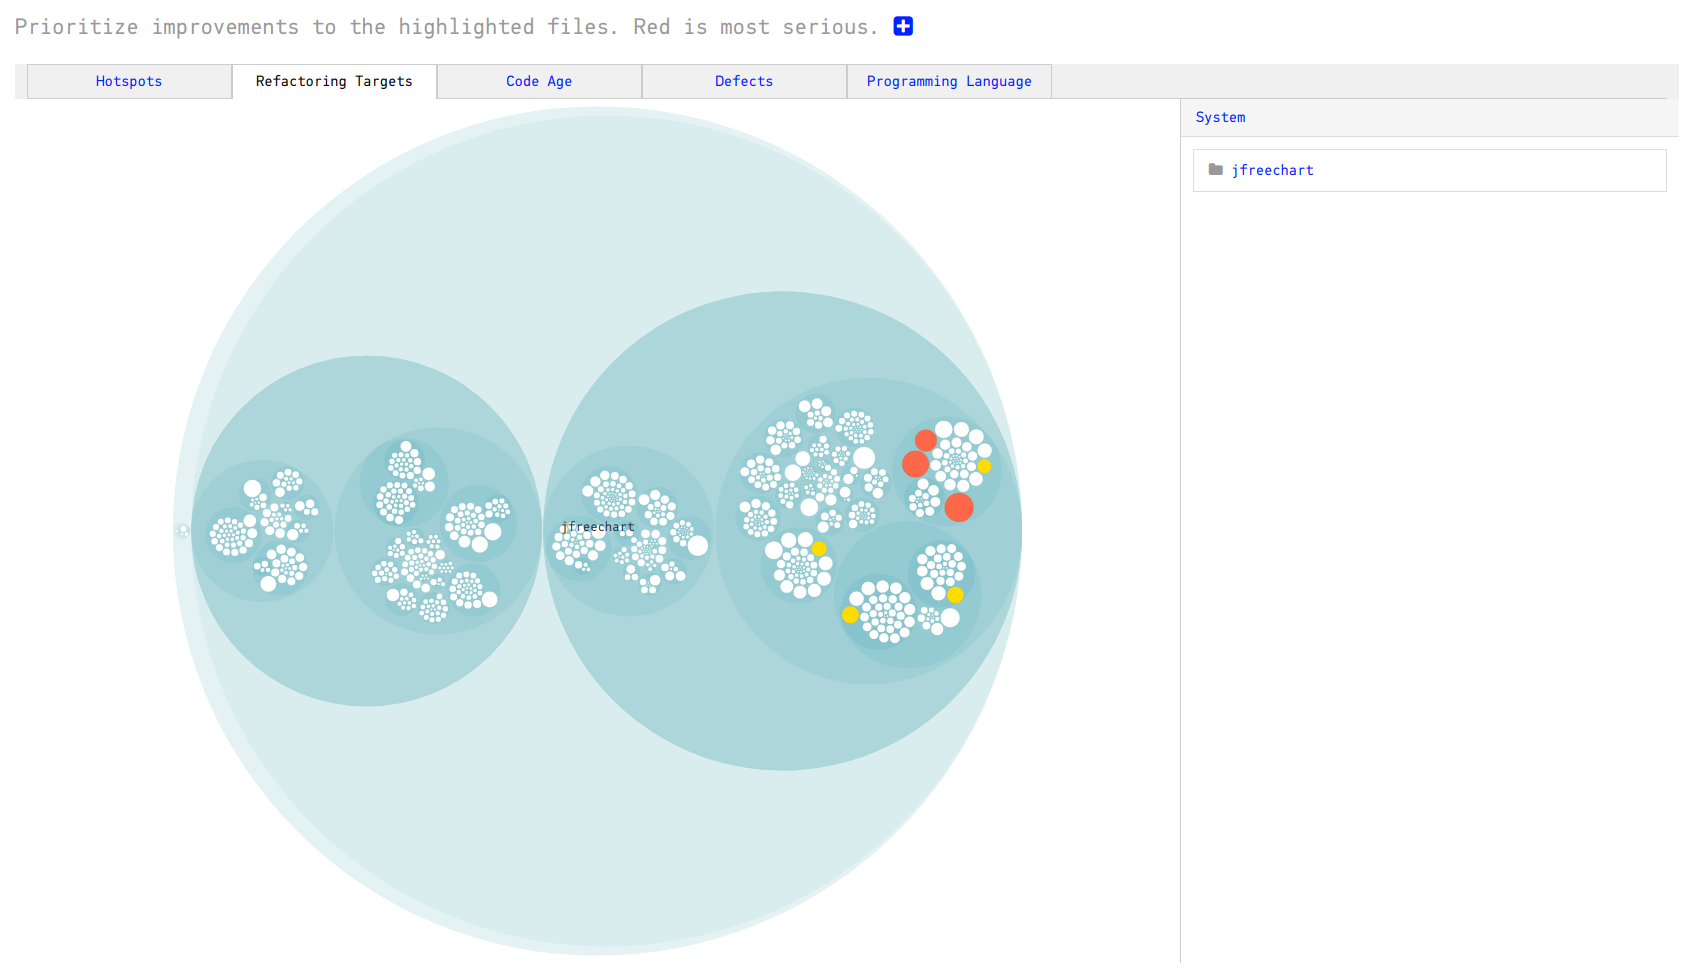 Prioritize improvements to the highlighted files. Red is most serious.
Hotspots Refactoring Targets Code Age Defects Programming Language
System
jfreechart
jfreechart